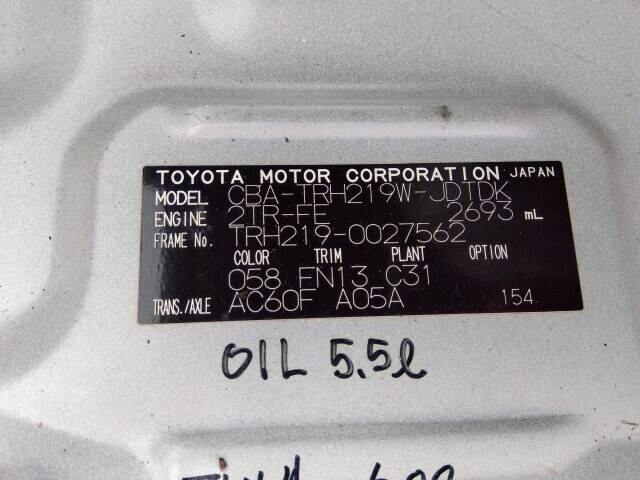 TOYOTA MOTOR CORPORATION JAPAN
MODEL CBA-TRH219W-JDTDK
ENGINE 2TR-FE 2693 mL
FRAME No. TRH219-0027562
COLOR TRIM PLANT OPTION
058 FN13 C31
TRANS./AXLE AC60F A05A 154
OIL 5.5l